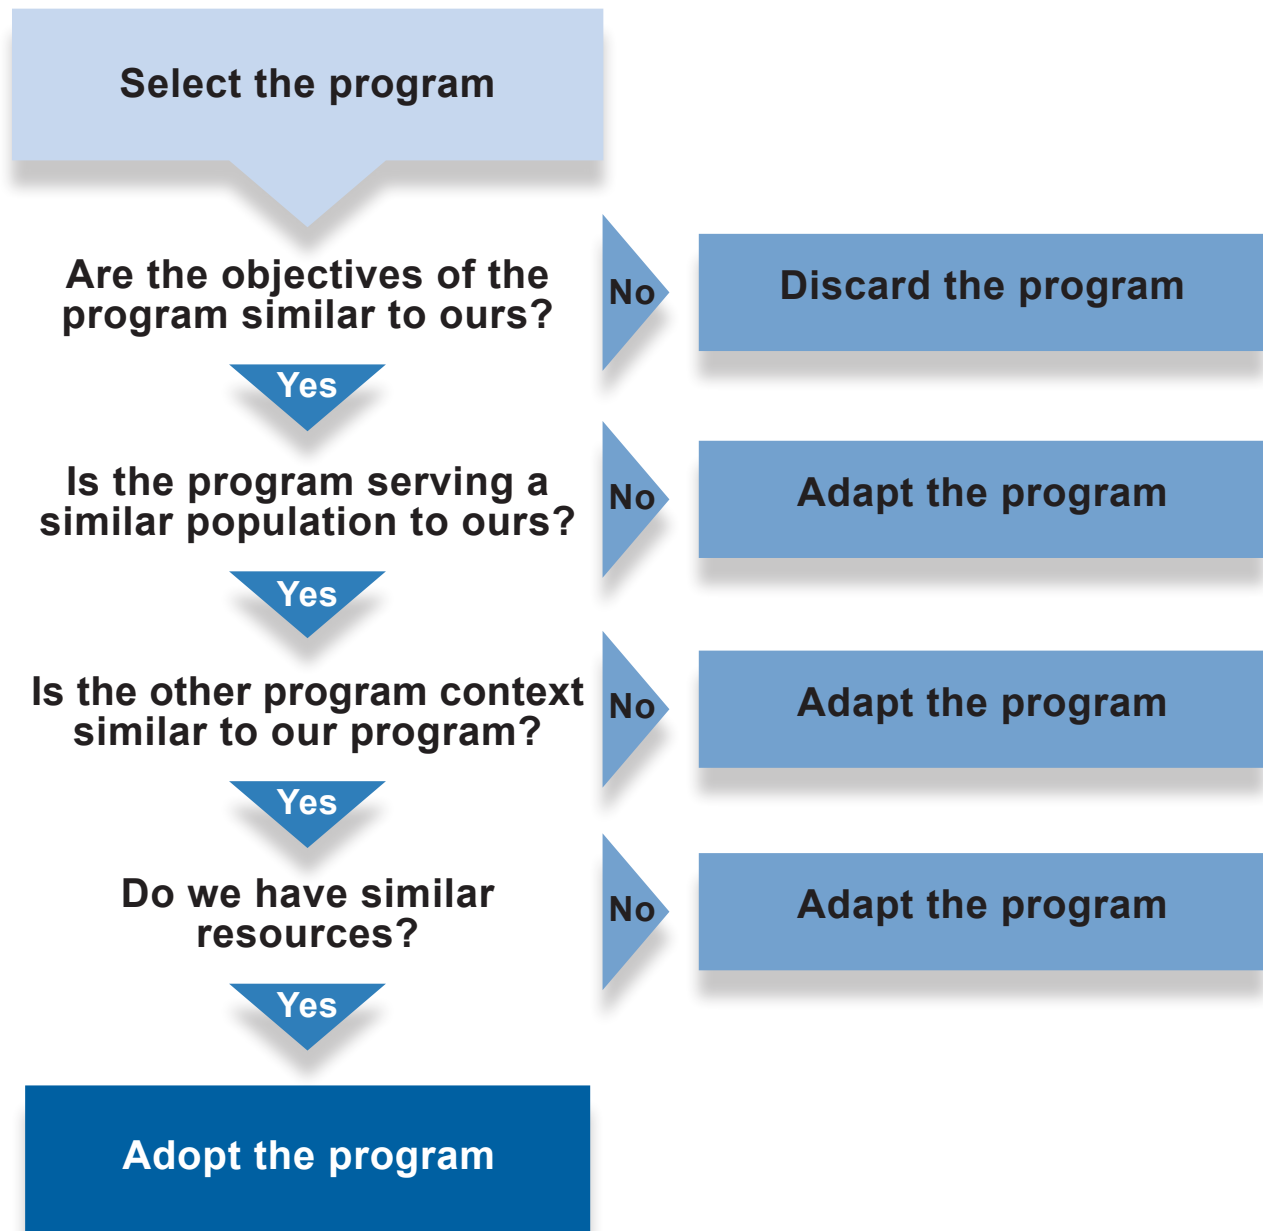 Select the program
Are the objectives of the
program similar to ours?
No
Discard the program
Yes
Is the program serving a
similar population to ours?
No
Adapt the program
Yes
Is the other program context
similar to our program?
No
Adapt the program
Yes
Do we have similar
resources?
No
Adapt the program
Yes
Adopt the program